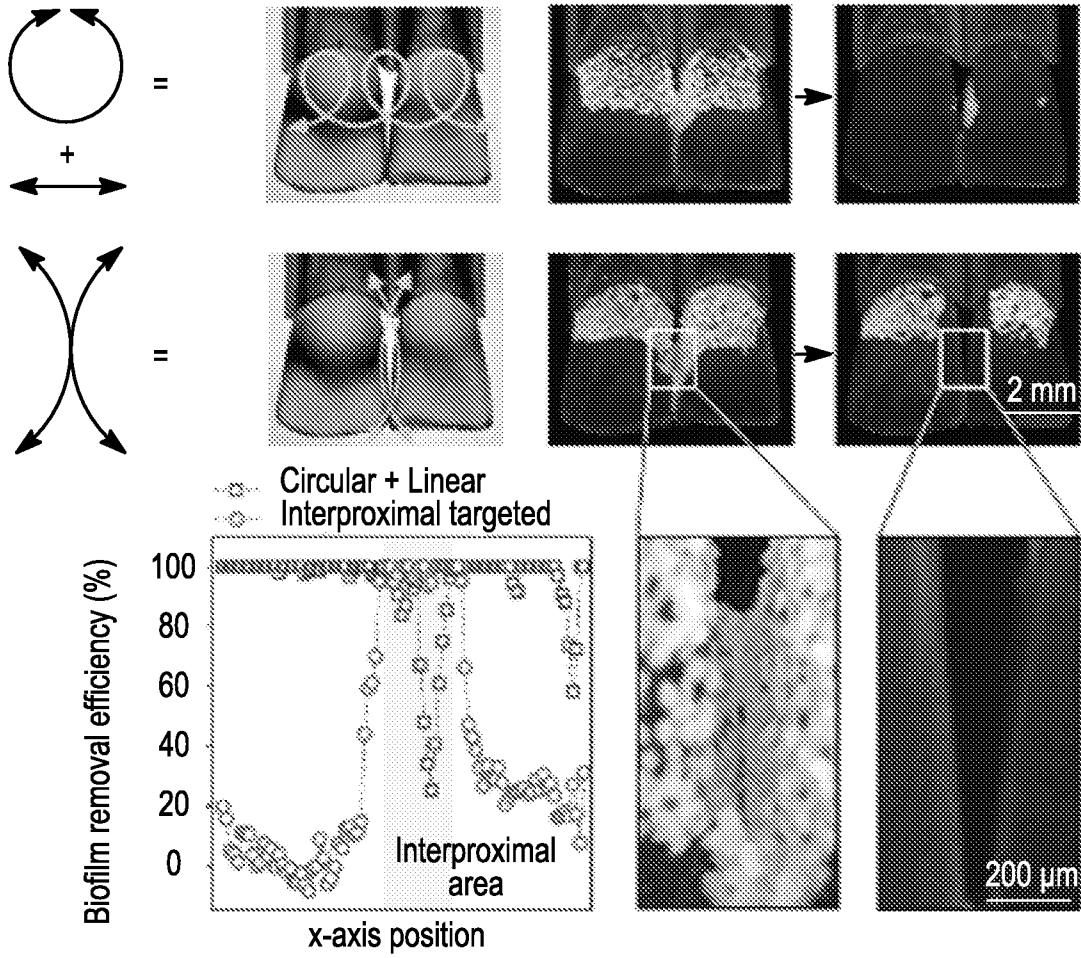 =
+
=
2 mm
Circular + Linear
Interproximal targeted
Biofilm removal efficiency (%)
100
80
60
40
20
0
Interproximal
area
x-axis position
200 µm